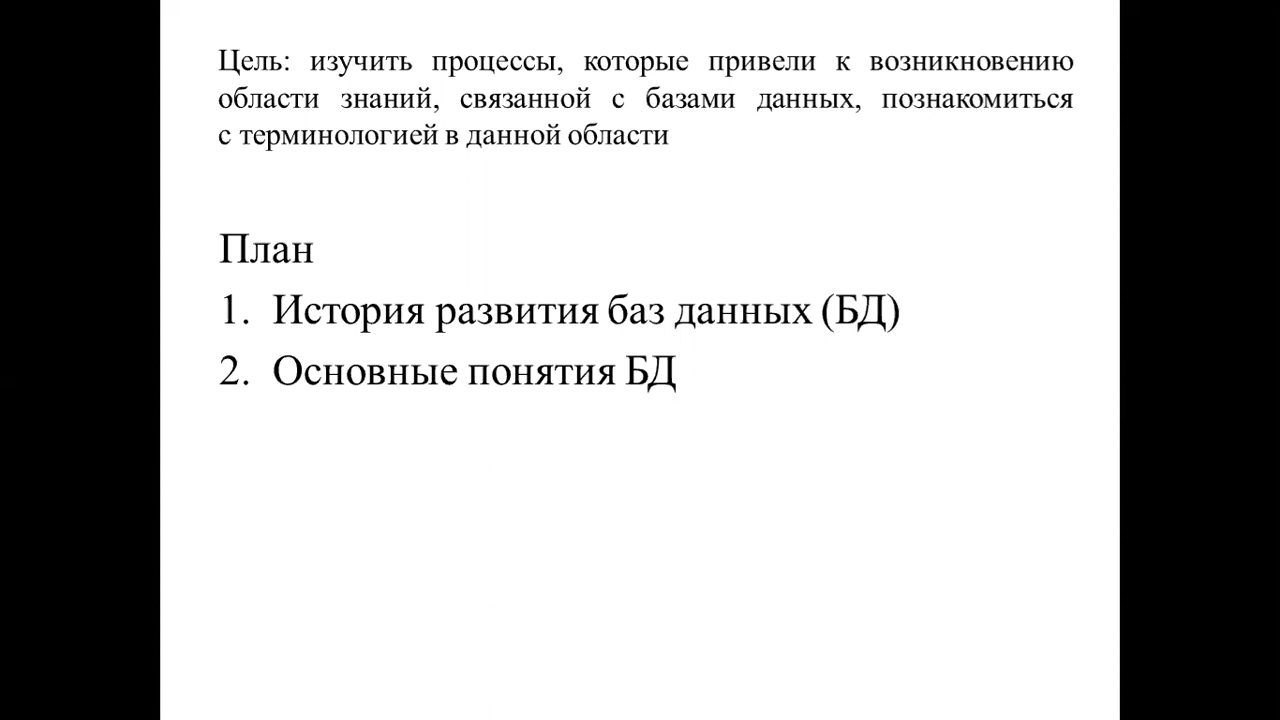 Цель: изучить процессы, которые привели к возникновению
области знаний, связанной с базами данных, познакомиться
с терминологией в данной области
План
1. История развития баз данных (БД)
2. Основные понятия БД